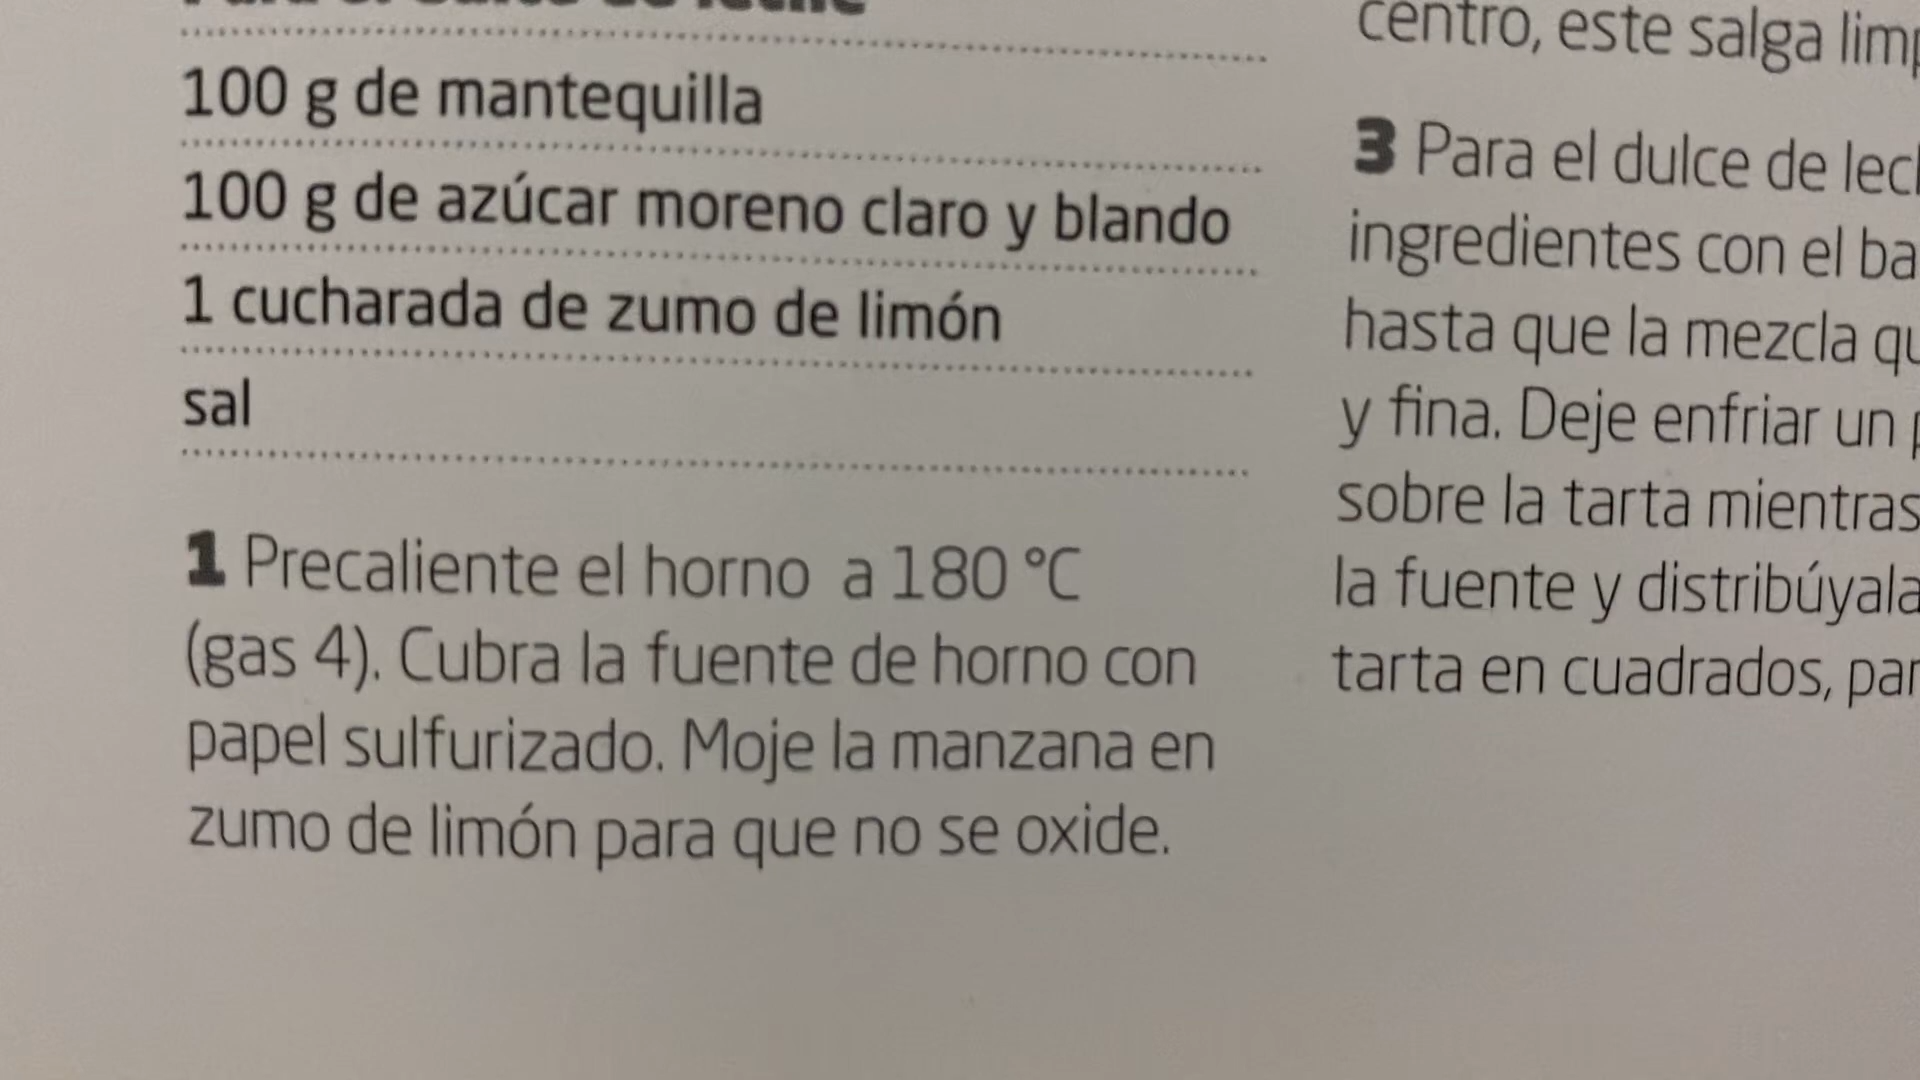 100 g de mantequilla
100 g de azúcar moreno claro y blando
1 cucharada de zumo de limón
sal
1 Precaliente el horno a 180 °C
(gas 4). Cubra la fuente de horno con
papel sulfurizado. Moje la manzana en
zumo de limón para que no se oxide.
centro, este salga
3 Para el dulce de
ingredientes con el
hasta que la mezcla
y fina. Deje enfriar un
sobre la tarta mientras
la fuente y distribúyala
tarta en cuadrados,